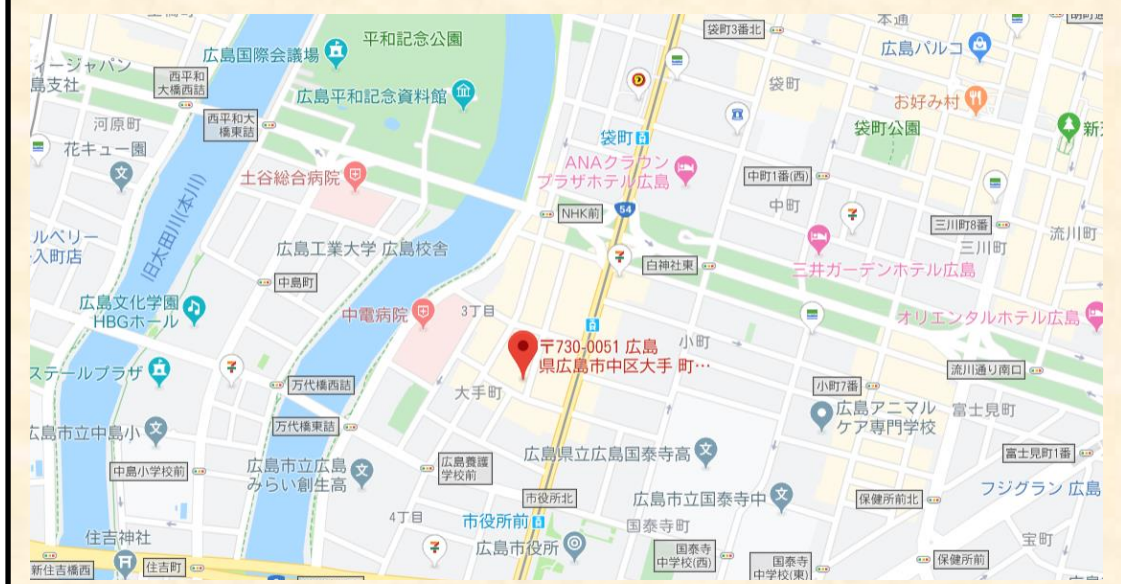 本通
袋町3番北
広島国際会議場
平和記念公園
広島パルコ
イージャパン
島支社
西平和
大橋西詰
袋町
広島平和記念資料館
お好み村
河原町
西平和大
橋東詰
袋町
袋町公園
新天
花キュー園
ANAクラウン
プラザホテル広島
土谷総合病院
中町1番(西)
54
中町
NHK前
三川町8番
旧太田川(本川)
流川町
ルベリー
入町店
広島工業大学 広島校舎
三川町
白神社東
三井ガーデンホテル広島
中島町
広島文化学園
HBGホール
中電病院
3丁目
オリエンタルホテル広島
小町
〒730-0051 広島
県広島市中区大手 町…
ステールプラザ
流川通り南口
万代橋西詰
大手町
小町7番
広島アニマル
ケア専門学校
富士見町
万代橋東詰
広島市立中島小
広島県立広島国泰寺高
富士見町1番
中島小学校前
広島市立広島
みらい創生高
広島養護
学校前
フジグラン 広島
市役所北
広島市立国泰寺中
保健所前北
4丁目
市役所前
国泰寺町
住吉神社
広島市役所
宝町
国泰寺
中学校(西)
国泰寺
中学校(東)
保健所前
新住吉橋西
住吉町